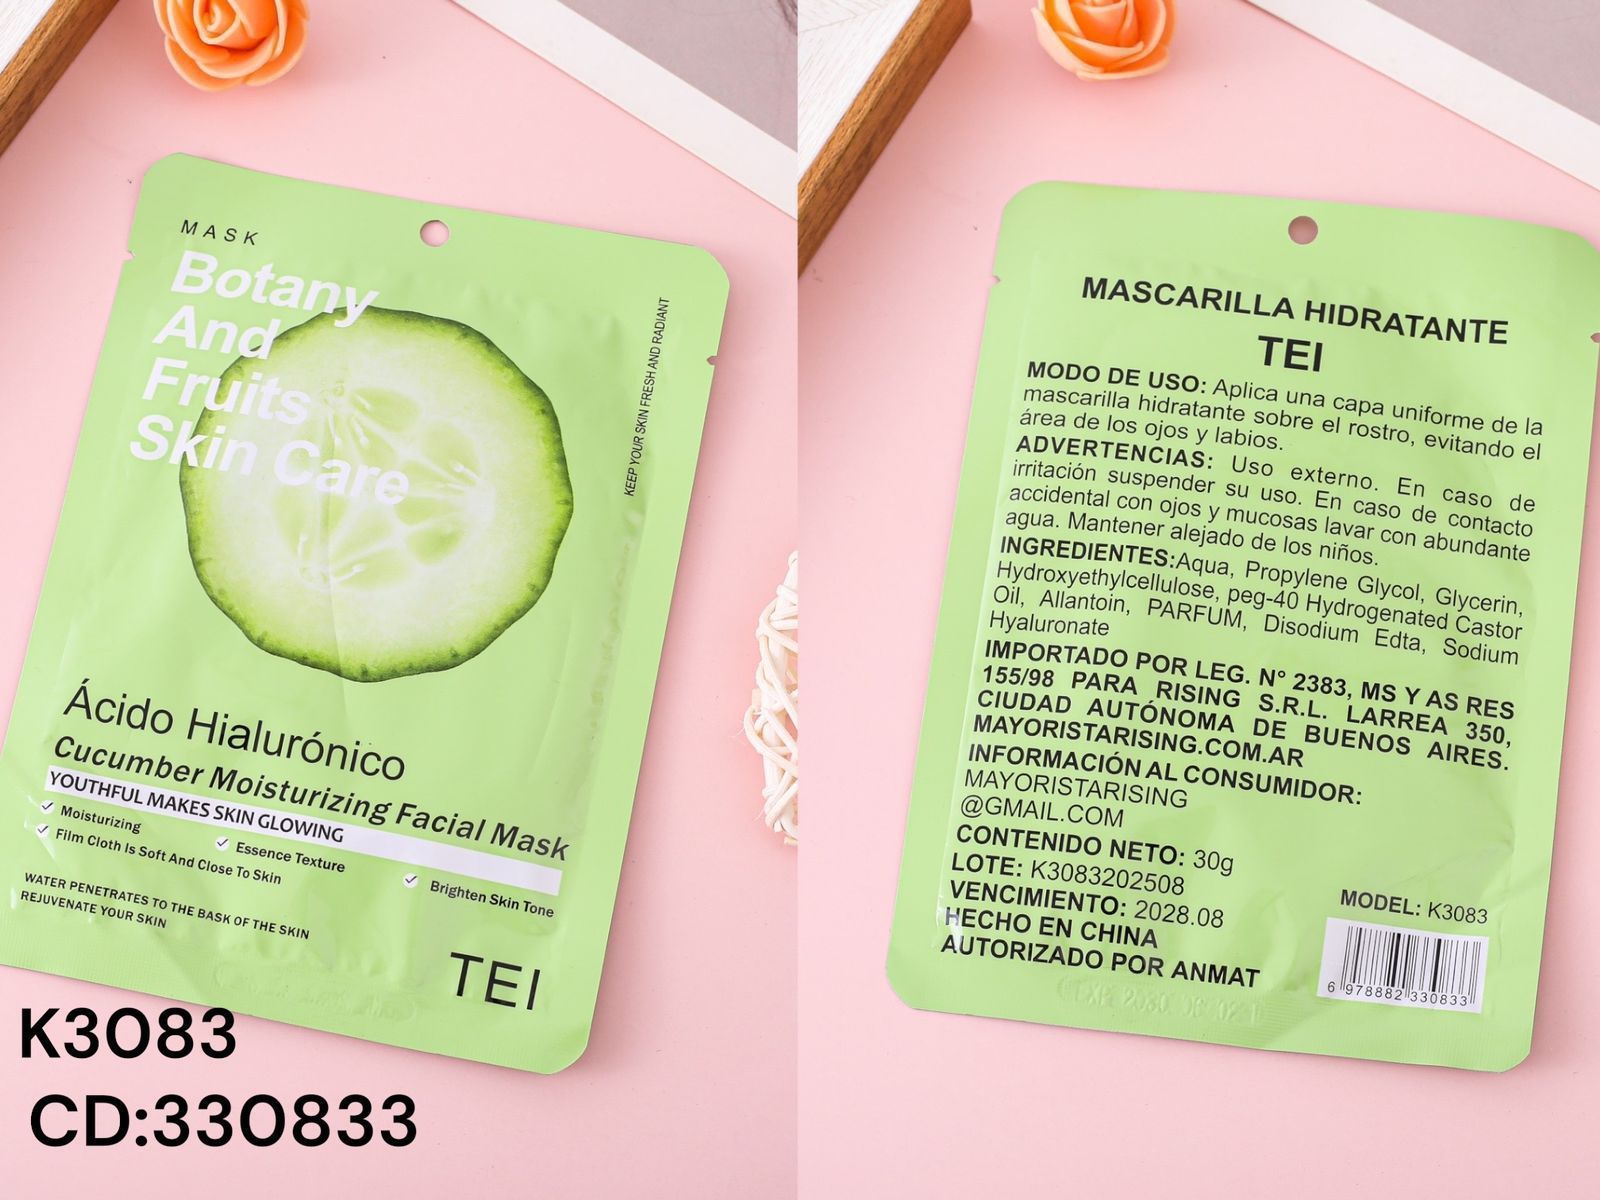 MASK
Botany
And
Fruits
Skin Care
KEEP YOUR SKIN FRESH AND RADIANT
Ácido Hialurónico
Cucumber Moisturizing Facial Mask
YOUTHFUL MAKES SKIN GLOWING
Moisturizing
Essence Texture
Brighten Skin Tone
Film Cloth Is Soft And Close To Skin
WATER PENETRATES TO THE BASK OF THE SKIN
REJUVENATE YOUR SKIN
TEI
K3083
CD:330833
MASCARILLA HIDRATANTE
TEI
MODO DE USO: Aplica una capa uniforme de la
mascarilla hidratante sobre el rostro, evitando el
área de los ojos y labios.
ADVERTENCIAS: Uso externo. En caso de
irritación suspender su uso. En caso de contacto
accidental con ojos y mucosas lavar con abundante
agua. Mantener alejado de los niños.
INGREDIENTES:Aqua, Propylene Glycol, Glycerin,
Hydroxyethylcellulose, peg-40 Hydrogenated Castor
Oil, Allantoin, PARFUM, Disodium Edta, Sodium
Hyaluronate
IMPORTADO POR LEG. N° 2383, MS Y AS RES
155/98 PARA RISING S.R.L. LARREA 350,
CIUDAD AUTÓNOMA DE BUENOS AIRES.
MAYORISTARISING.COM.AR
INFORMACIÓN AL CONSUMIDOR:
MAYORISTARISING
@GMAIL.COM
CONTENIDO NETO: 30g
LOTE: K3083202508
VENCIMIENTO: 2028.08
HECHO EN CHINA
AUTORIZADO POR ANMAT
MODEL: K3083
6 978882 330833